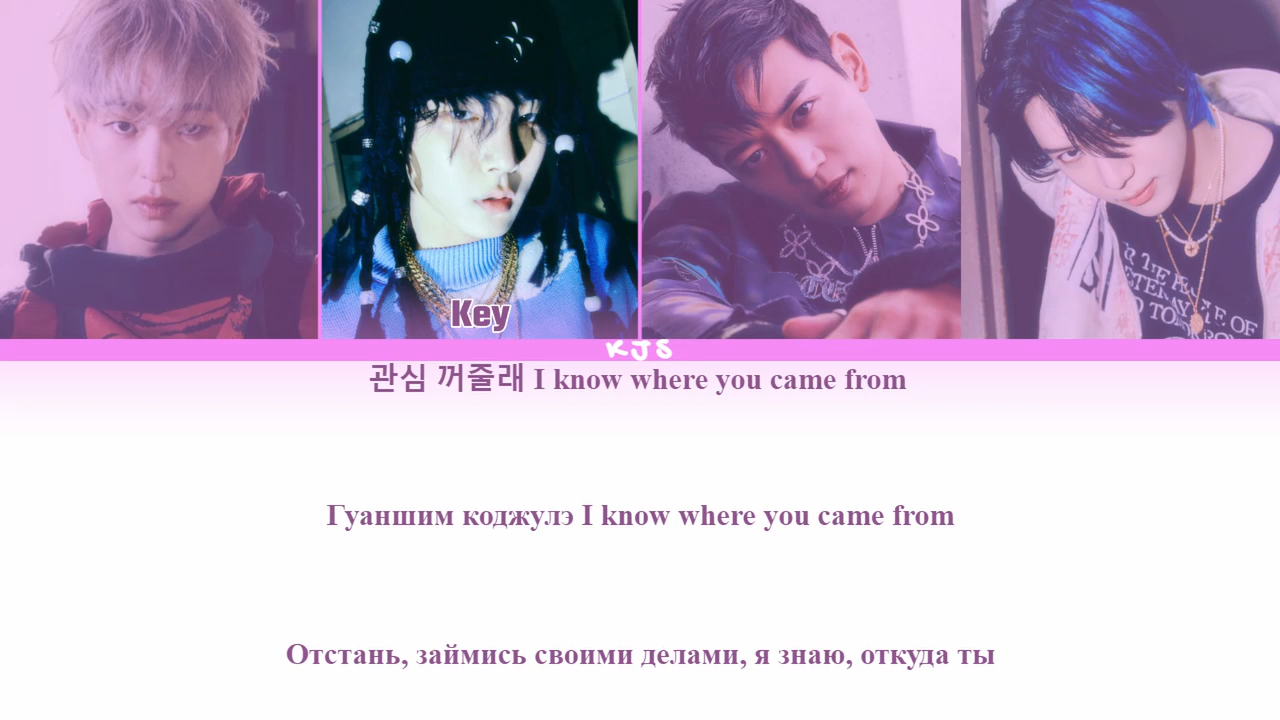 Key
KJS
관심 꺼줄래 I know where you came from
Гуаншим коджулэ I know where you came from
Отстань, займись своими делами, я знаю, откуда ты